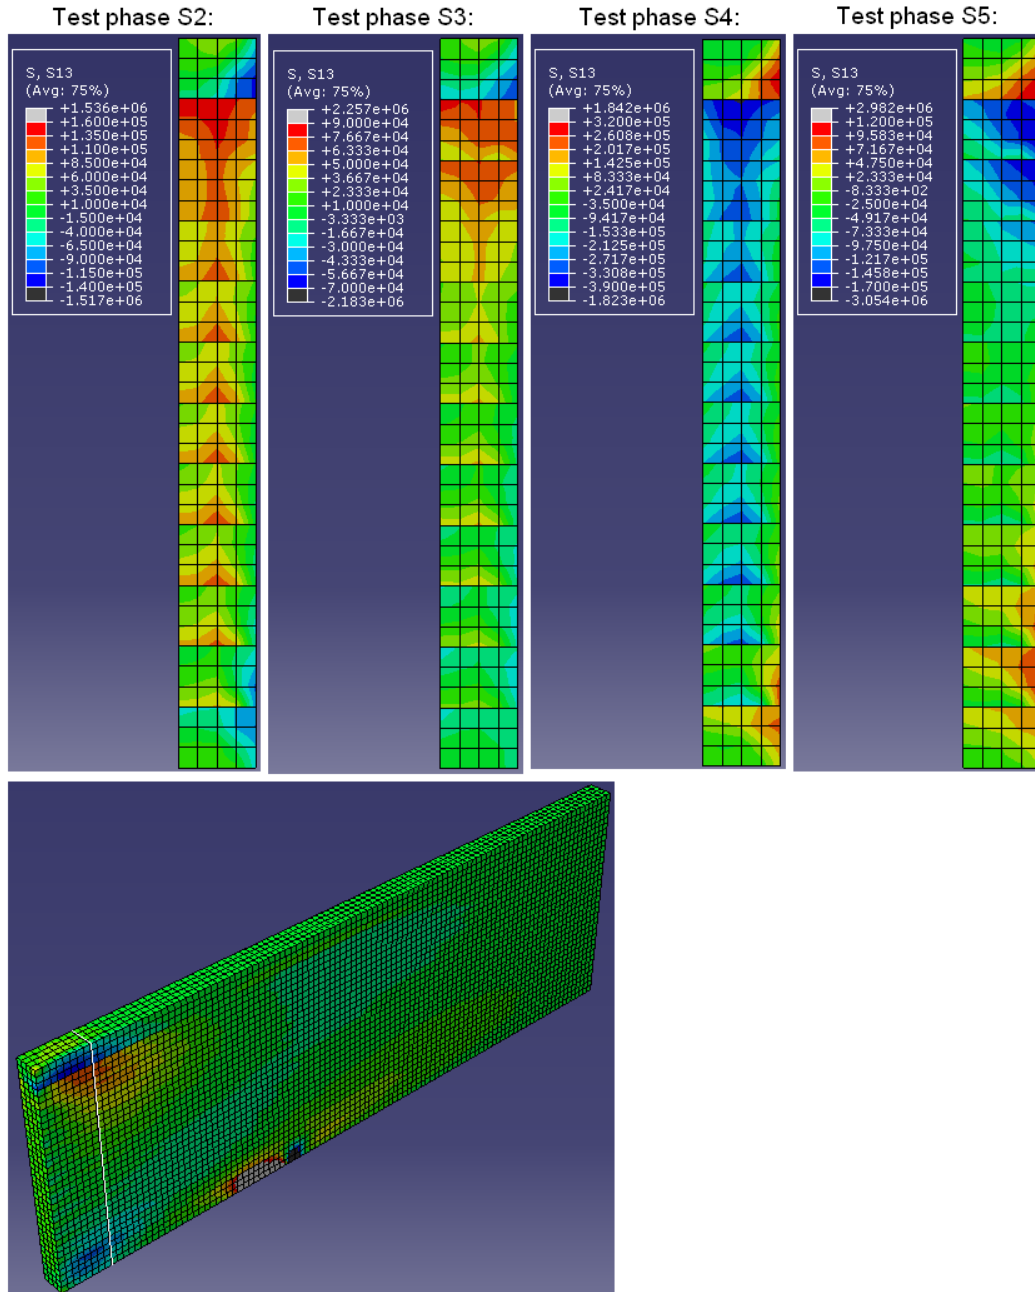 Test phase S2:
Test phase S3:
Test phase S4:
Test phase S5:
S, S13
(Avg: 75%)
+1.536e+06
+1.600e+05
+1.350e+05
+1.100e+05
+8.500e+04
+6.000e+04
+3.500e+04
+1.000e+04
-1.500e+04
-4.000e+04
-6.500e+04
-9.000e+04
-1.150e+05
-1.400e+05
-1.517e+06
S, S13
(Avg: 75%)
+2.257e+06
+9.000e+04
+7.667e+04
+6.333e+04
+5.000e+04
+3.667e+04
+2.333e+04
+1.000e+04
-3.333e+03
-1.667e+04
-3.000e+04
-4.333e+04
-5.667e+04
-7.000e+04
-2.183e+06
S, S13
(Avg: 75%)
+1.842e+06
+3.200e+05
+2.608e+05
+2.017e+05
+1.425e+05
+8.333e+04
+2.417e+04
-3.500e+04
-9.417e+04
-1.533e+05
-2.125e+05
-2.717e+05
-3.308e+05
-3.900e+05
-1.823e+06
S, S13
(Avg: 75%)
+2.982e+06
+1.200e+05
+9.583e+04
+7.167e+04
+4.750e+04
+2.333e+04
-8.333e+02
-2.500e+04
-4.917e+04
-7.333e+04
-9.750e+04
-1.217e+05
-1.458e+05
-1.700e+05
-3.054e+06